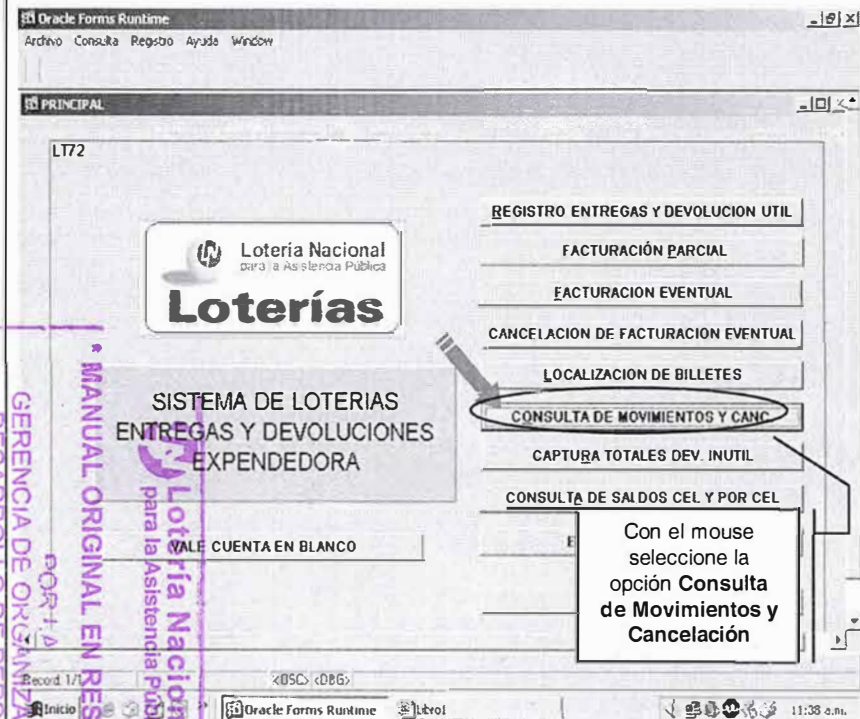 Oracle Forms Runtime
Archivo Consulta Registro Ayuda Window
PRINCIPAL
LT72
Lotería Nacional
para la Asistencia Pública
Loterías
SISTEMA DE LOTERIAS
ENTREGAS Y DEVOLUCIONES
EXPENDEDORA
VALE CUENTA EN BLANCO
REGISTRO ENTREGAS Y DEVOLUCION UTIL
FACTURACIÓN PARCIAL
FACTURACION EVENTUAL
CANCELACION DE FACTURACION EVENTUAL
LOCALIZACION DE BILLETES
CONSULTA DE MOVIMIENTOS Y CANC
CAPTURA TOTALES DEV. INUTIL
CONSULTA DE SALDOS CEL Y POR CEL
E
Con el mouse
seleccione la
opción Consulta
de Movimientos y
Cancelación
Record: 1/1
<OSC> <DBG>
Inicio
Oracle Forms Runtime
11:38 a.m.
Lotería Nacion
para la Asistencia Púb
* MANUAL ORIGINAL EN RES
GERENCIA DE ORGANIZA